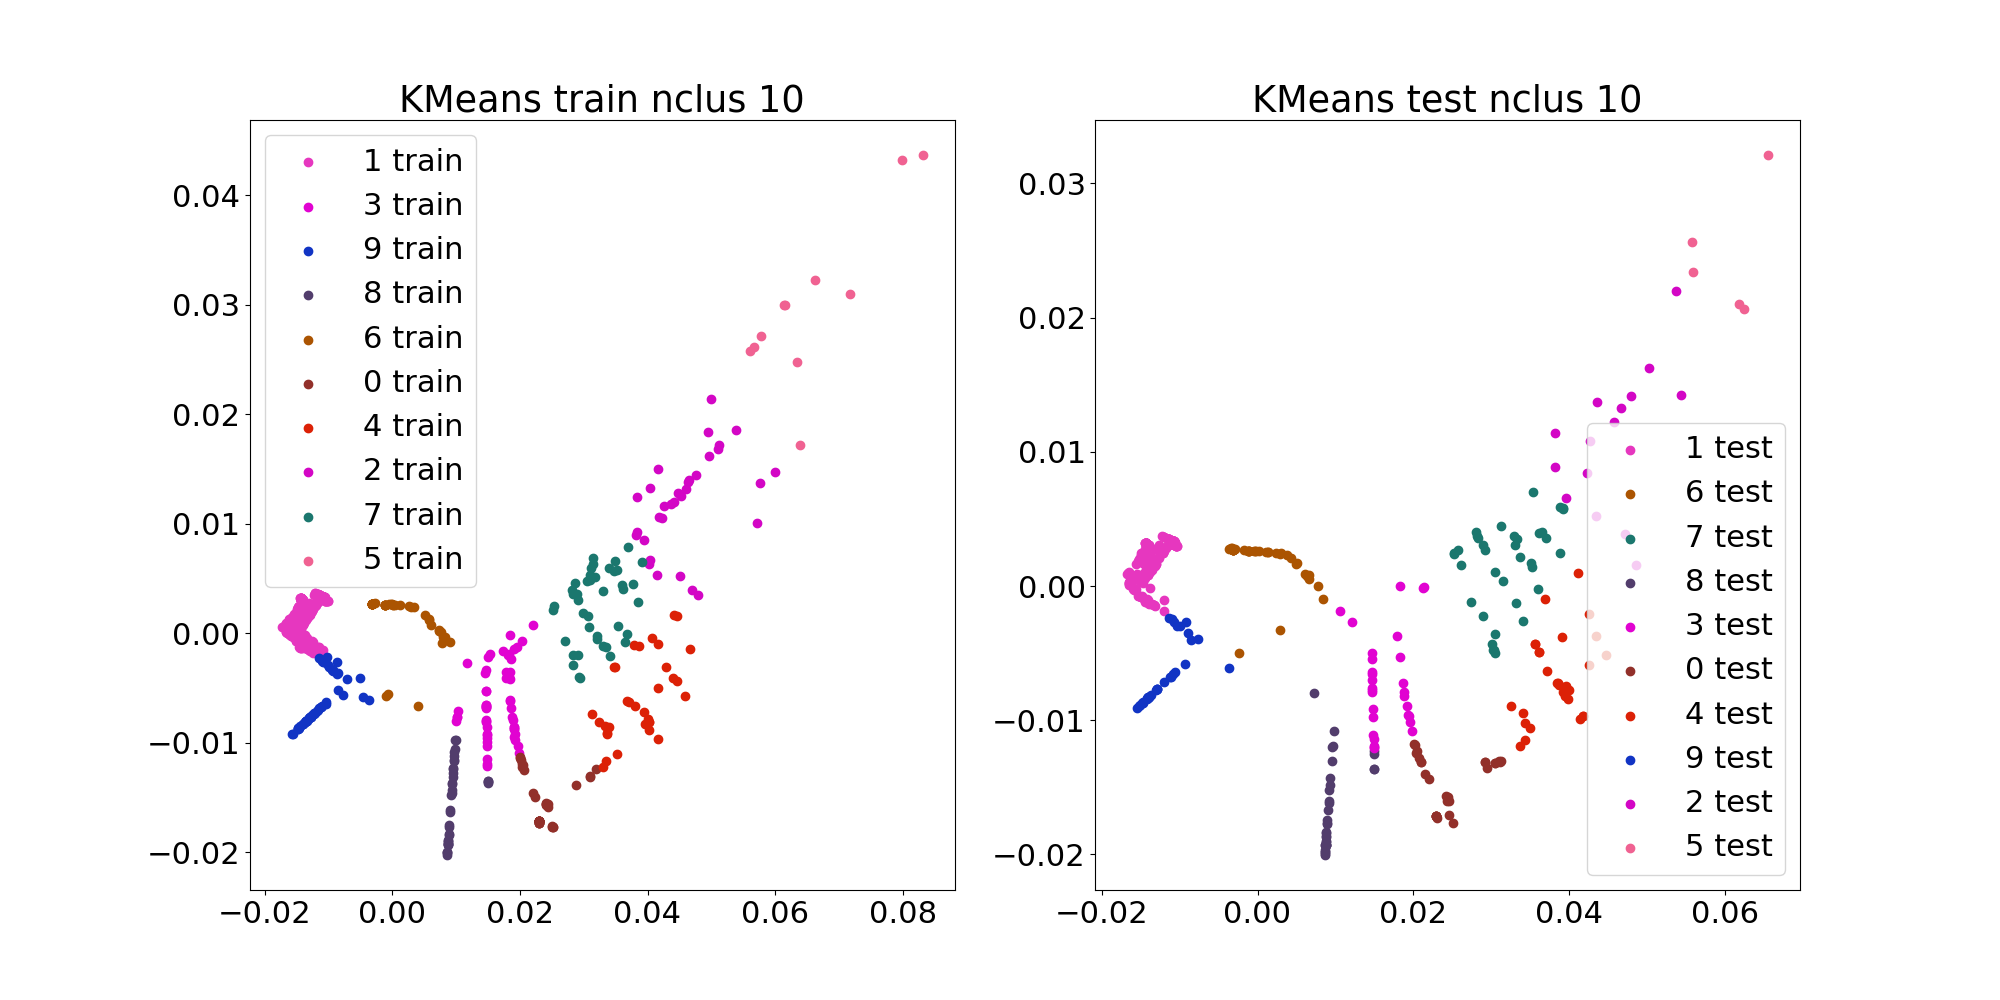 KMeans train nclus 10
1 train
3 train
9 train
8 train
6 train
0 train
4 train
2 train
7 train
5 train
0.04
0.03
0.02
0.01
0.00
−0.01
−0.02
−0.02 0.00 0.02 0.04 0.06 0.08
KMeans test nclus 10
1 test
6 test
7 test
8 test
3 test
0 test
4 test
9 test
2 test
5 test
0.03
0.02
0.01
0.00
−0.01
−0.02
−0.02 0.00 0.02 0.04 0.06